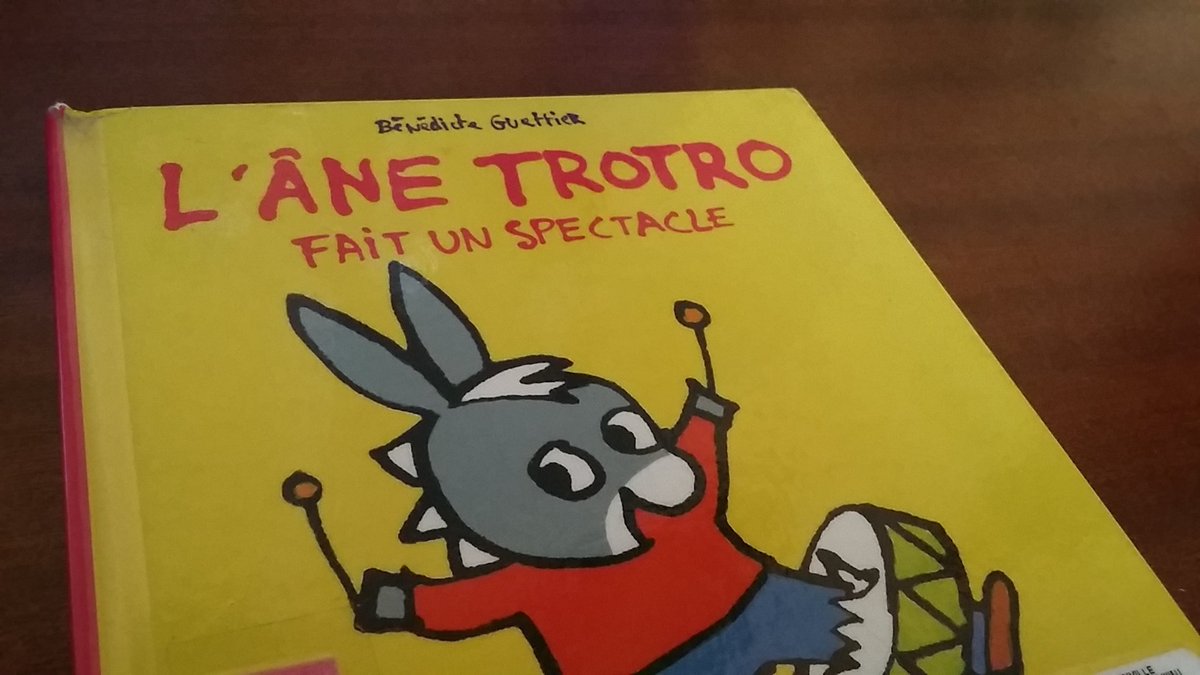 Bénédicte Guettier
L'ÂNE TROTRO
FAIT UN SPECTACLE